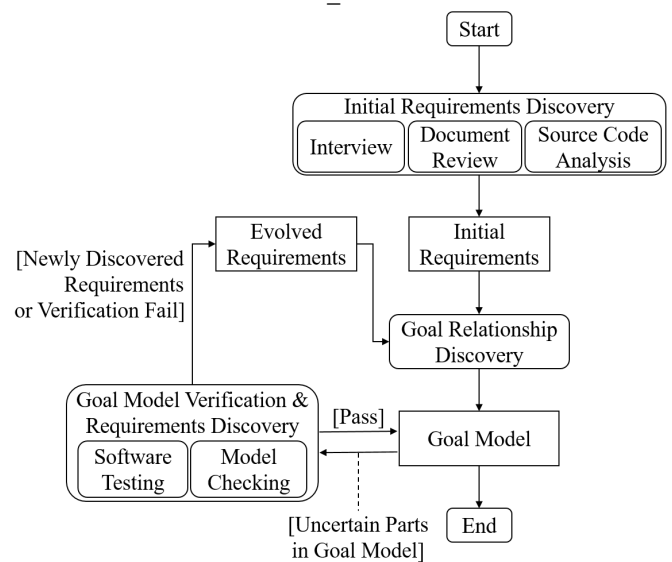 Start
Initial Requirements Discovery
Interview
Document
Review
Source Code
Analysis
Evolved
Requirements
Initial
Requirements
[Newly Discovered
Requirements
or Verification Fail]
Goal Relationship
Discovery
Goal Model Verification &
Requirements Discovery
Software
Testing
Model
Checking
[Pass]
Goal Model
[Uncertain Parts
in Goal Model]
End